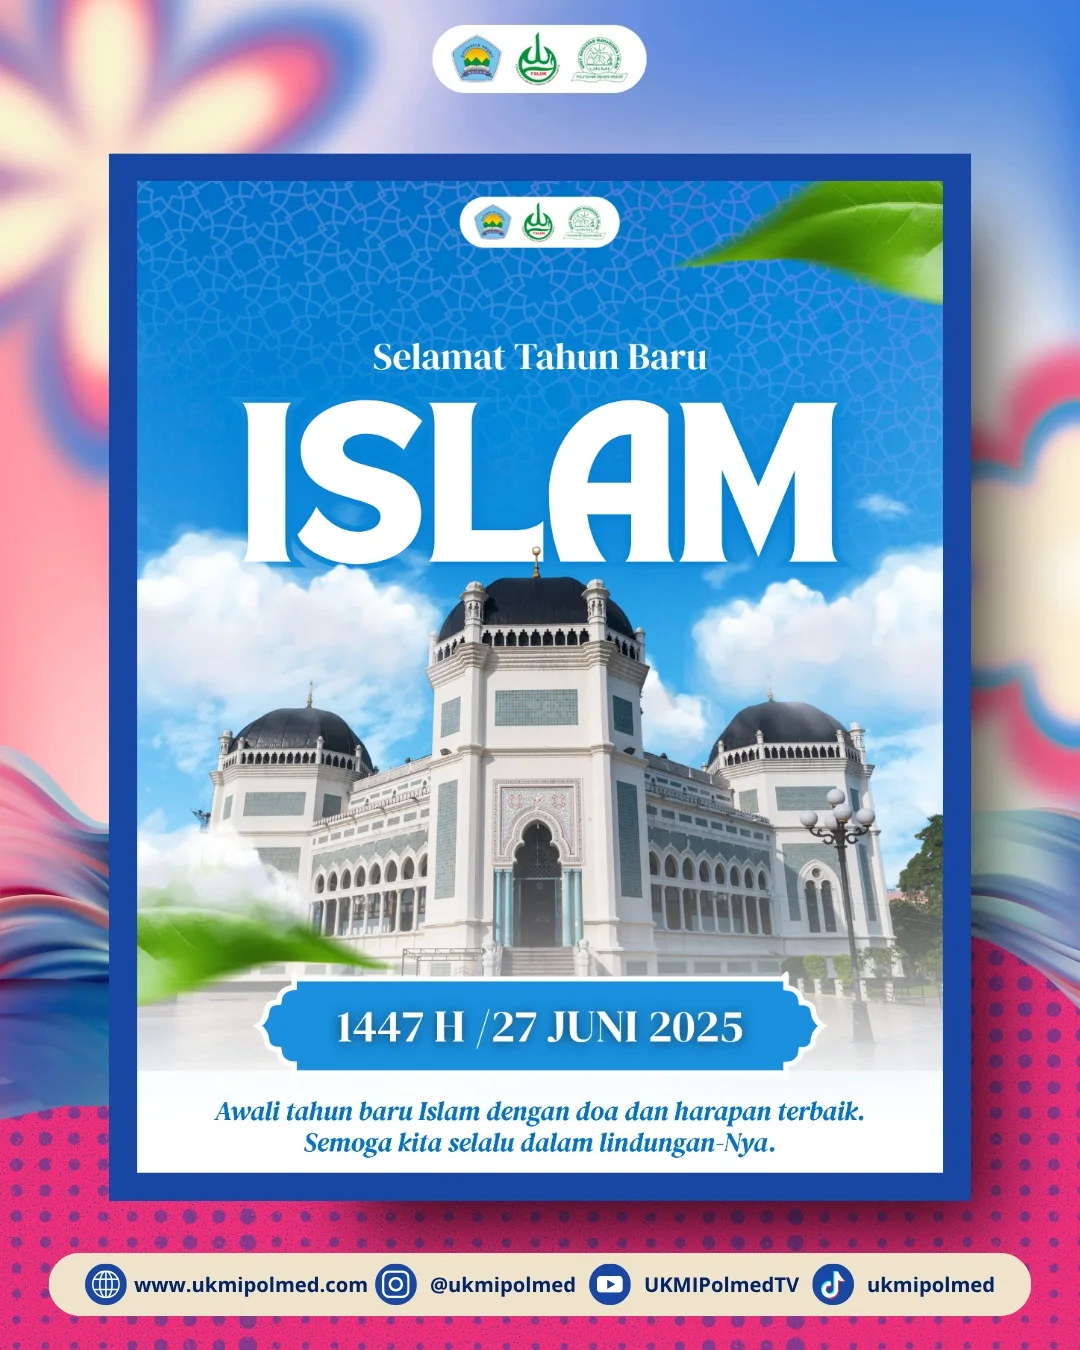 Selamat Tahun Baru
ISLAM
1447 H /27 JUNI 2025
Awali tahun baru Islam dengan doa dan harapan terbaik.
Semoga kita selalu dalam lindungan-Nya.
www.ukmipolmed.com @ukmipolmed UKMIPolmedTV ukmipolmed